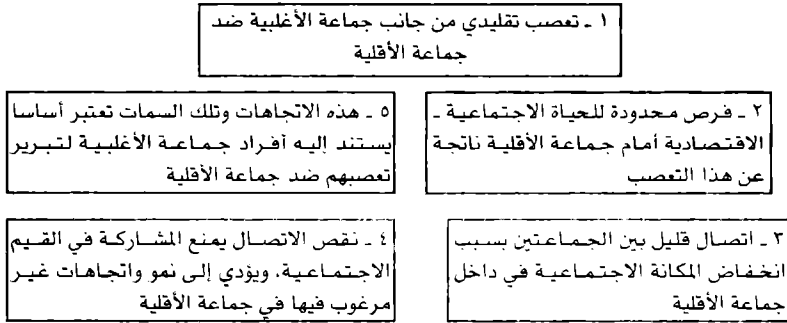 ١ ـ تعصب تقليدي من جانب جماعة الأغلبية ضد
جماعة الأقلية
٢ ـ فرص محدودة للحياة الاجتماعية ـ
الاقتصادية أمام جماعة الأقلية ناتجة
عن هذا التعصب
٥ ـ هذه الاتجاهات وتلك السمات تعتبر أساسا
يستند إليه أفراد جماعة الأغلبية لتبرير
تعصبهم ضد جماعة الأقلية
٣ ـ اتصال قليل بين الجماعتين بسبب
انخفاض المكانة الاجتماعية في داخل
جماعة الأقلية
٤ ـ نقص الاتصال يمنع المشاركة في القيم
الاجتماعية، ويؤدي إلى نمو واتجاهات غير
مرغوب فيها في جماعة الأقلية